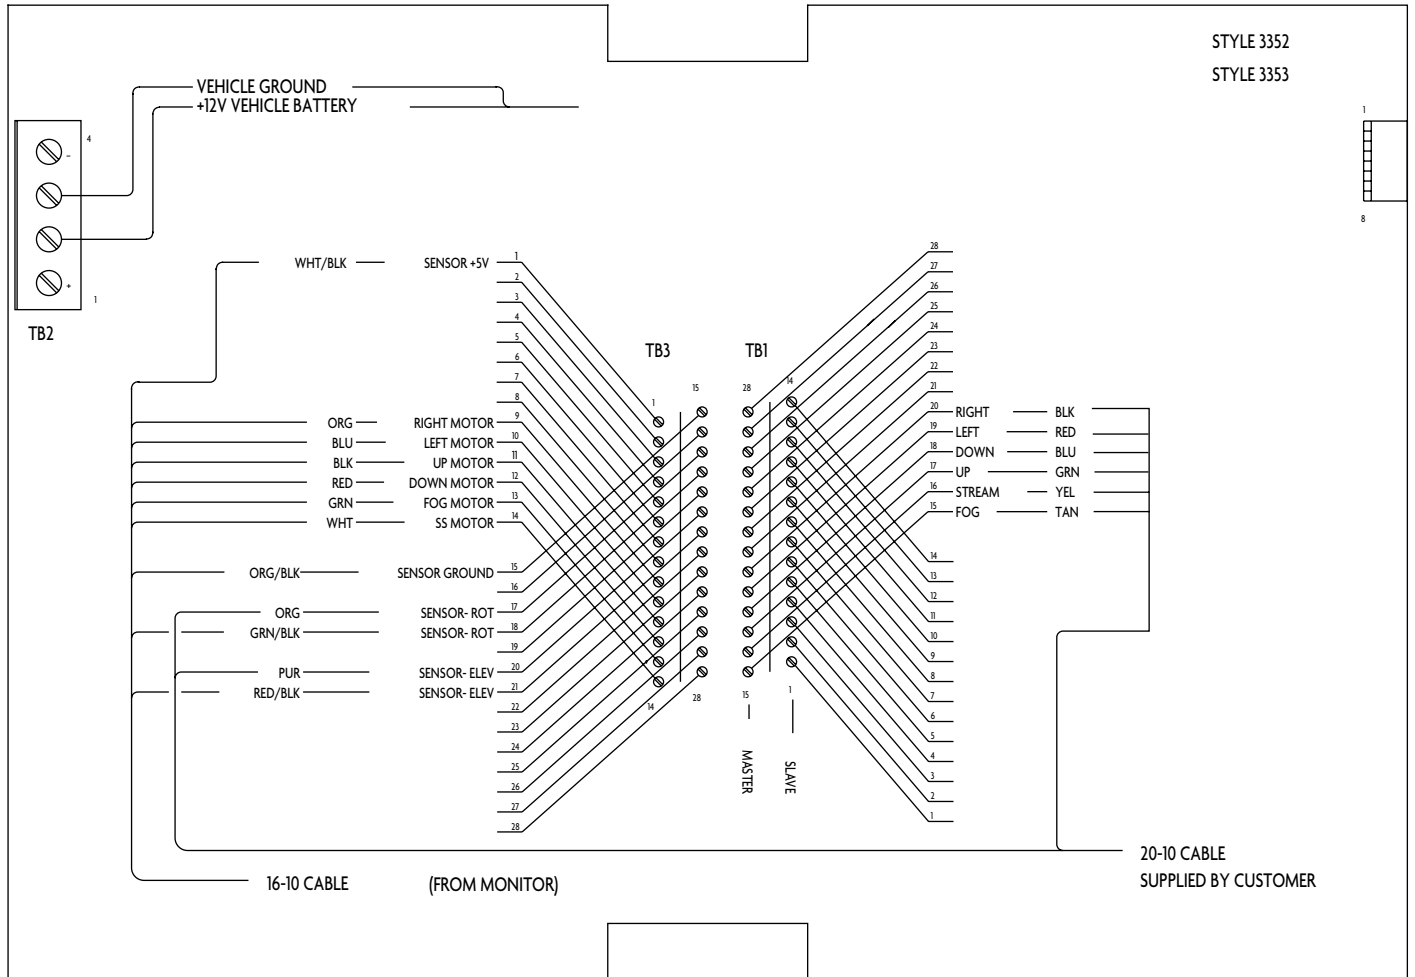 STYLE 3352
STYLE 3353
VEHICLE GROUND
+12V VEHICLE BATTERY
4
-
+
1
TB2
1
8
WHT/BLK SENSOR +5V 1
2
3
4
5
6
7
8
ORG RIGHT MOTOR 9
BLU LEFT MOTOR 10
BLK UP MOTOR 11
RED DOWN MOTOR 12
GRN FOG MOTOR 13
WHT SS MOTOR 14
ORG/BLK SENSOR GROUND 15
16
ORG SENSOR- ROT 17
GRN/BLK SENSOR- ROT 18
19
PUR SENSOR- ELEV 20
RED/BLK SENSOR- ELEV 21
22
23
24
25
26
27
28
TB3 TB1
1 15 28 14
14 28 15 1
MASTER
SLAVE
28
27
26
25
24
23
22
21
20 RIGHT BLK
19 LEFT RED
18 DOWN BLU
17 UP GRN
16 STREAM YEL
15 FOG TAN
14
13
12
11
10
9
8
7
6
5
4
3
2
1
16-10 CABLE (FROM MONITOR)
20-10 CABLE
SUPPLIED BY CUSTOMER